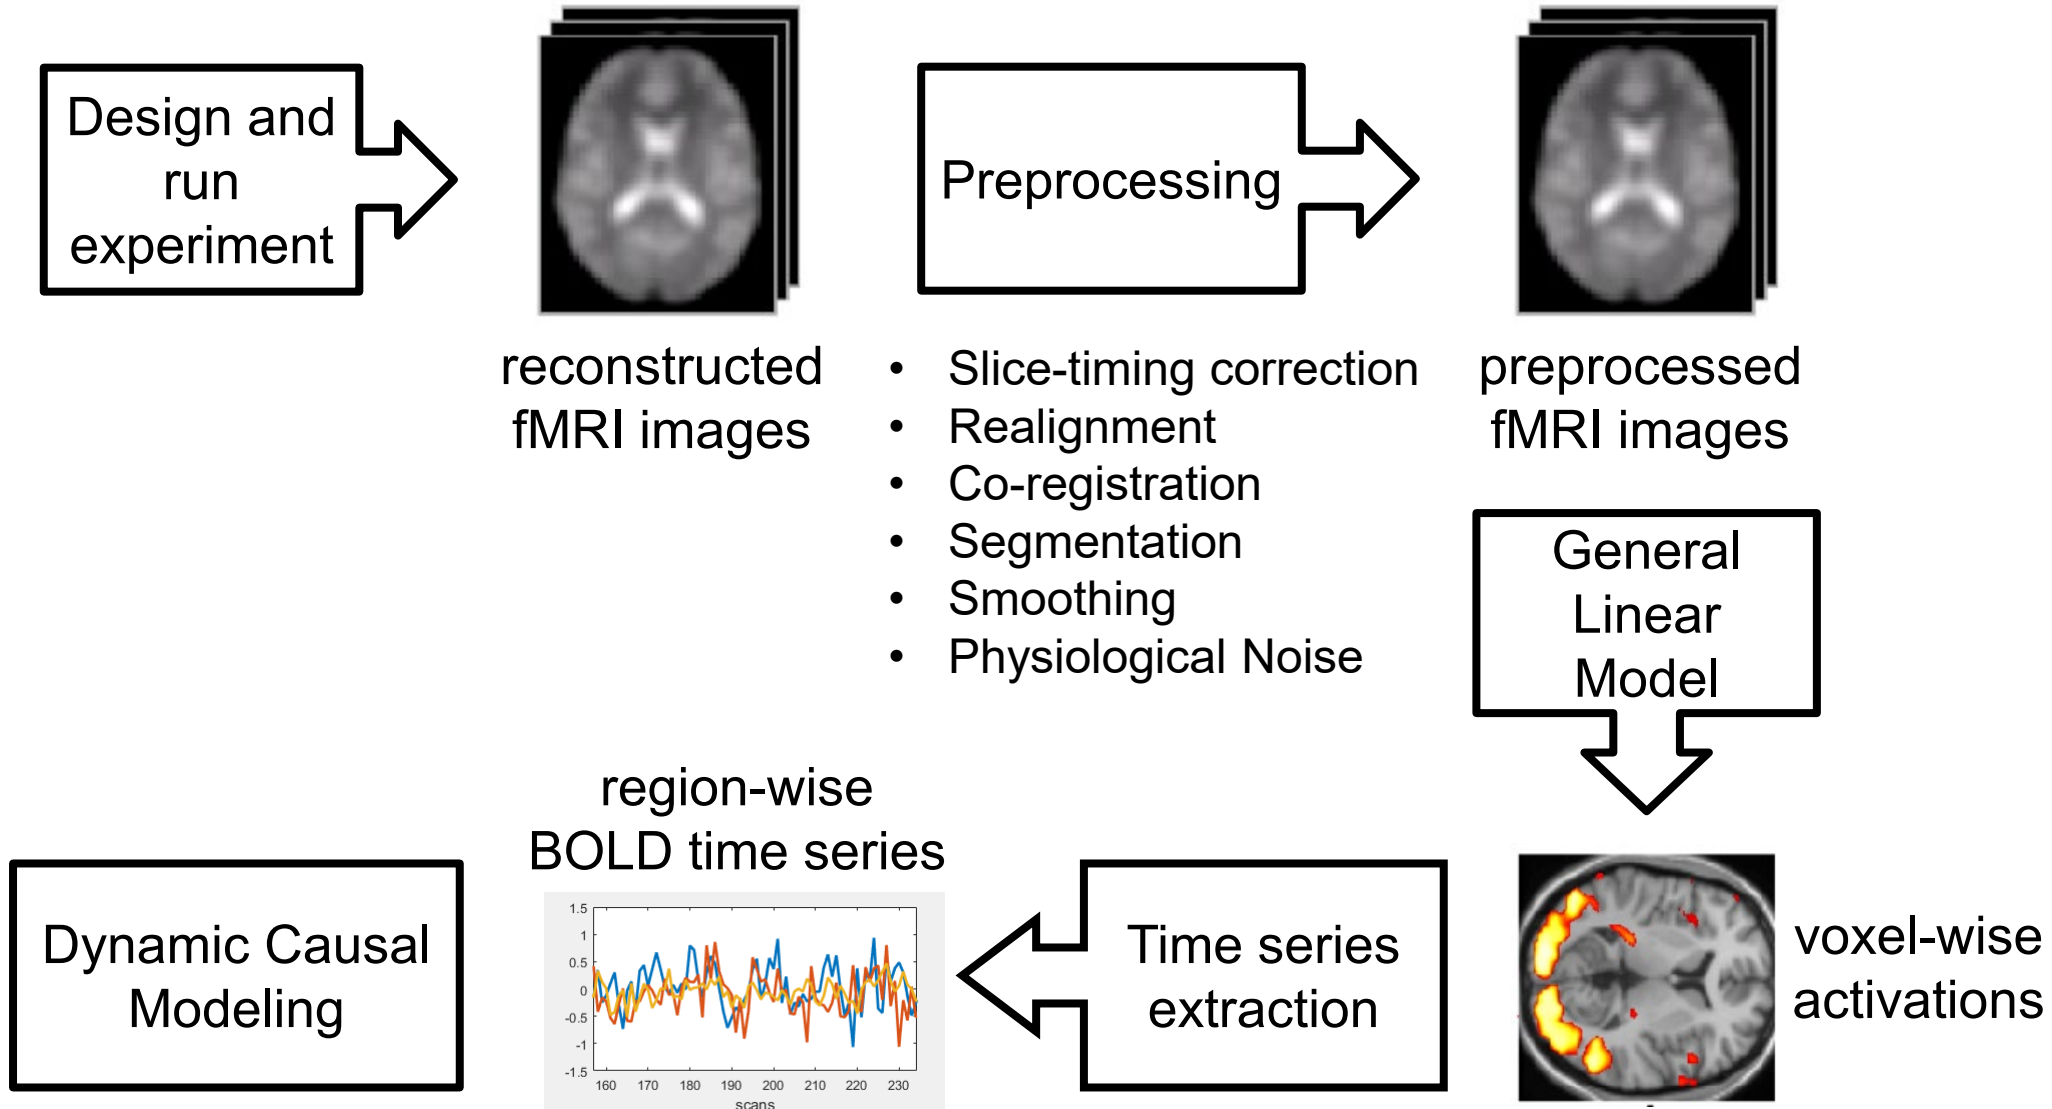 Design and
run
experiment
reconstructed
fMRI images
Preprocessing
• Slice-timing correction
• Realignment
• Co-registration
• Segmentation
• Smoothing
• Physiological Noise
preprocessed
fMRI images
General
Linear
Model
voxel-wise
activations
Time series
extraction
region-wise
BOLD time series
1.5
1
0.5
0
-0.5
-1
-1.5
160 170 180 190 200 210 220 230
scans
Dynamic Causal
Modeling